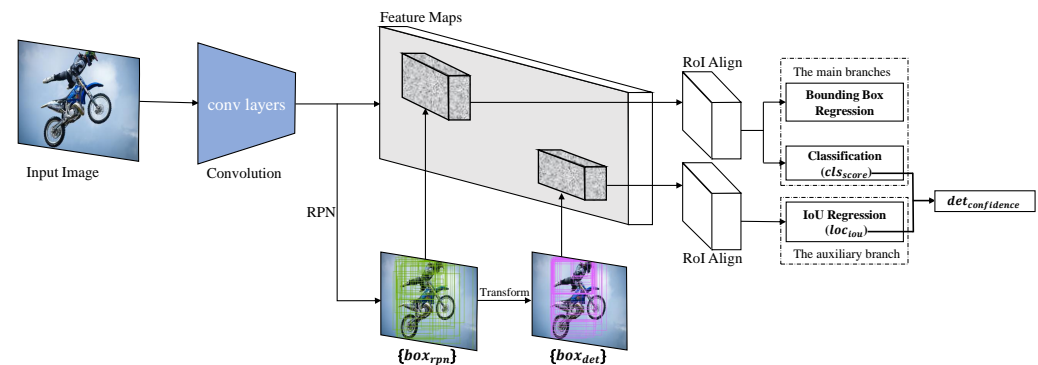 Feature Maps
RoI Align
The main branches
Bounding Box
Regression
conv layers
Classification
(cls_score)
Input Image
Convolution
RPN
det_confidence
IoU Regression
(loc_iou)
The auxiliary branch
RoI Align
Transform
{box_rpn}
{box_det}